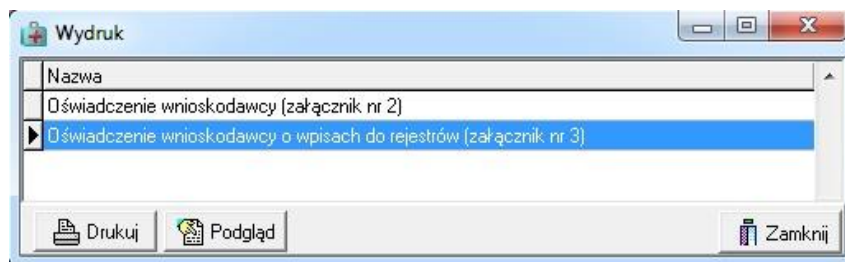 Wydruk
Nazwa
Oświadczenie wnioskodawcy (załącznik nr 2)
Oświadczenie wnioskodawcy o wpisach do rejestrów (załącznik nr 3)
Drukuj Podgląd Zamknij